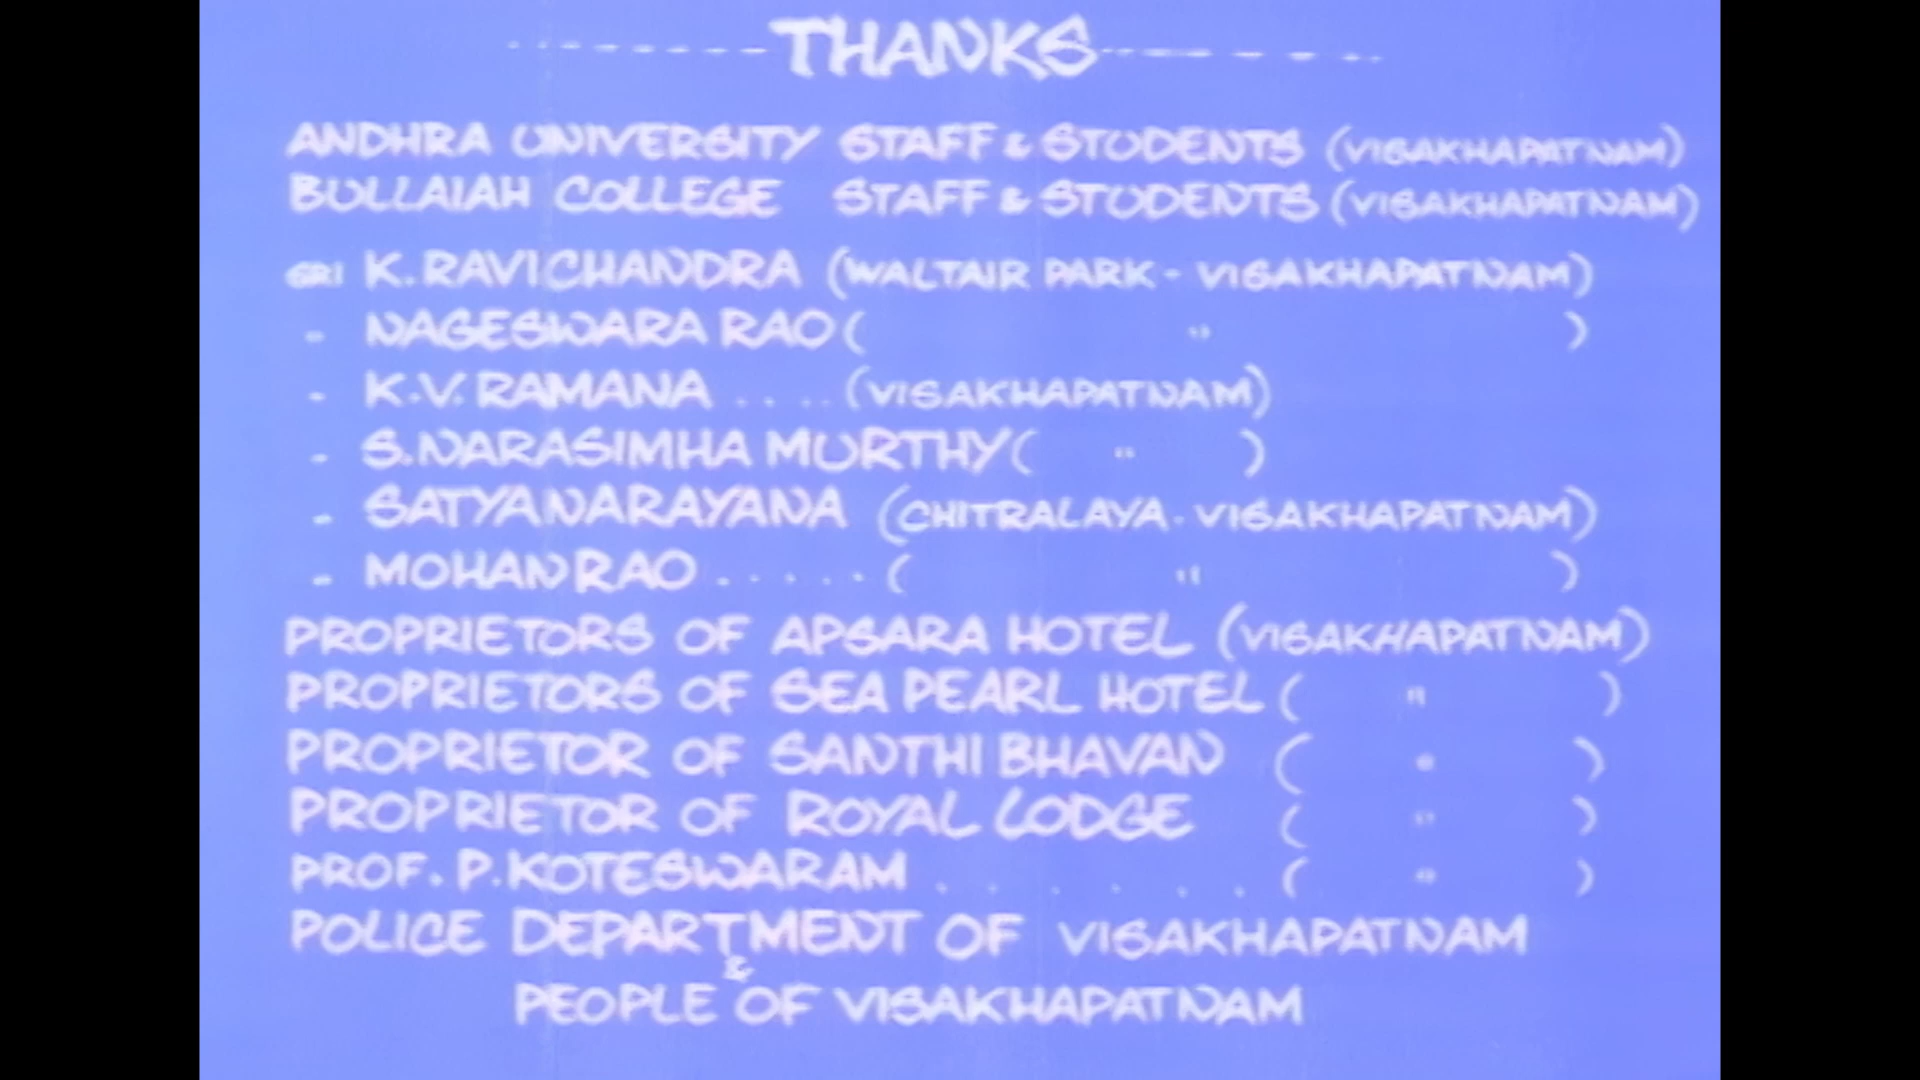 THANKS
ANDHRA UNIVERSITY STAFF & STUDENTS (VISAKHAPATNAM)
BULLAIAH COLLEGE STAFF & STUDENTS (VISAKHAPATNAM)
SRI K. RAVICHANDRA (WALTAIR PARK - VISAKHAPATNAM)
" NAGESWARA RAO ( " )
" K.V. RAMANA .... (VISAKHAPATNAM)
" S. NARASIMHA MURTHY ( " )
" SATYANARAYANA (CHITRALAYA - VISAKHAPATNAM)
" MOHAN RAO ..... ( " )
PROPRIETORS OF APSARA HOTEL (VISAKHAPATNAM)
PROPRIETORS OF SEA PEARL HOTEL ( " )
PROPRIETOR OF SANTHI BHAVAN ( " )
PROPRIETOR OF ROYAL LODGE ( " )
PROF. P. KOTESWARAM ...... ( " )
POLICE DEPARTMENT OF VISAKHAPATNAM
&
PEOPLE OF VISAKHAPATNAM